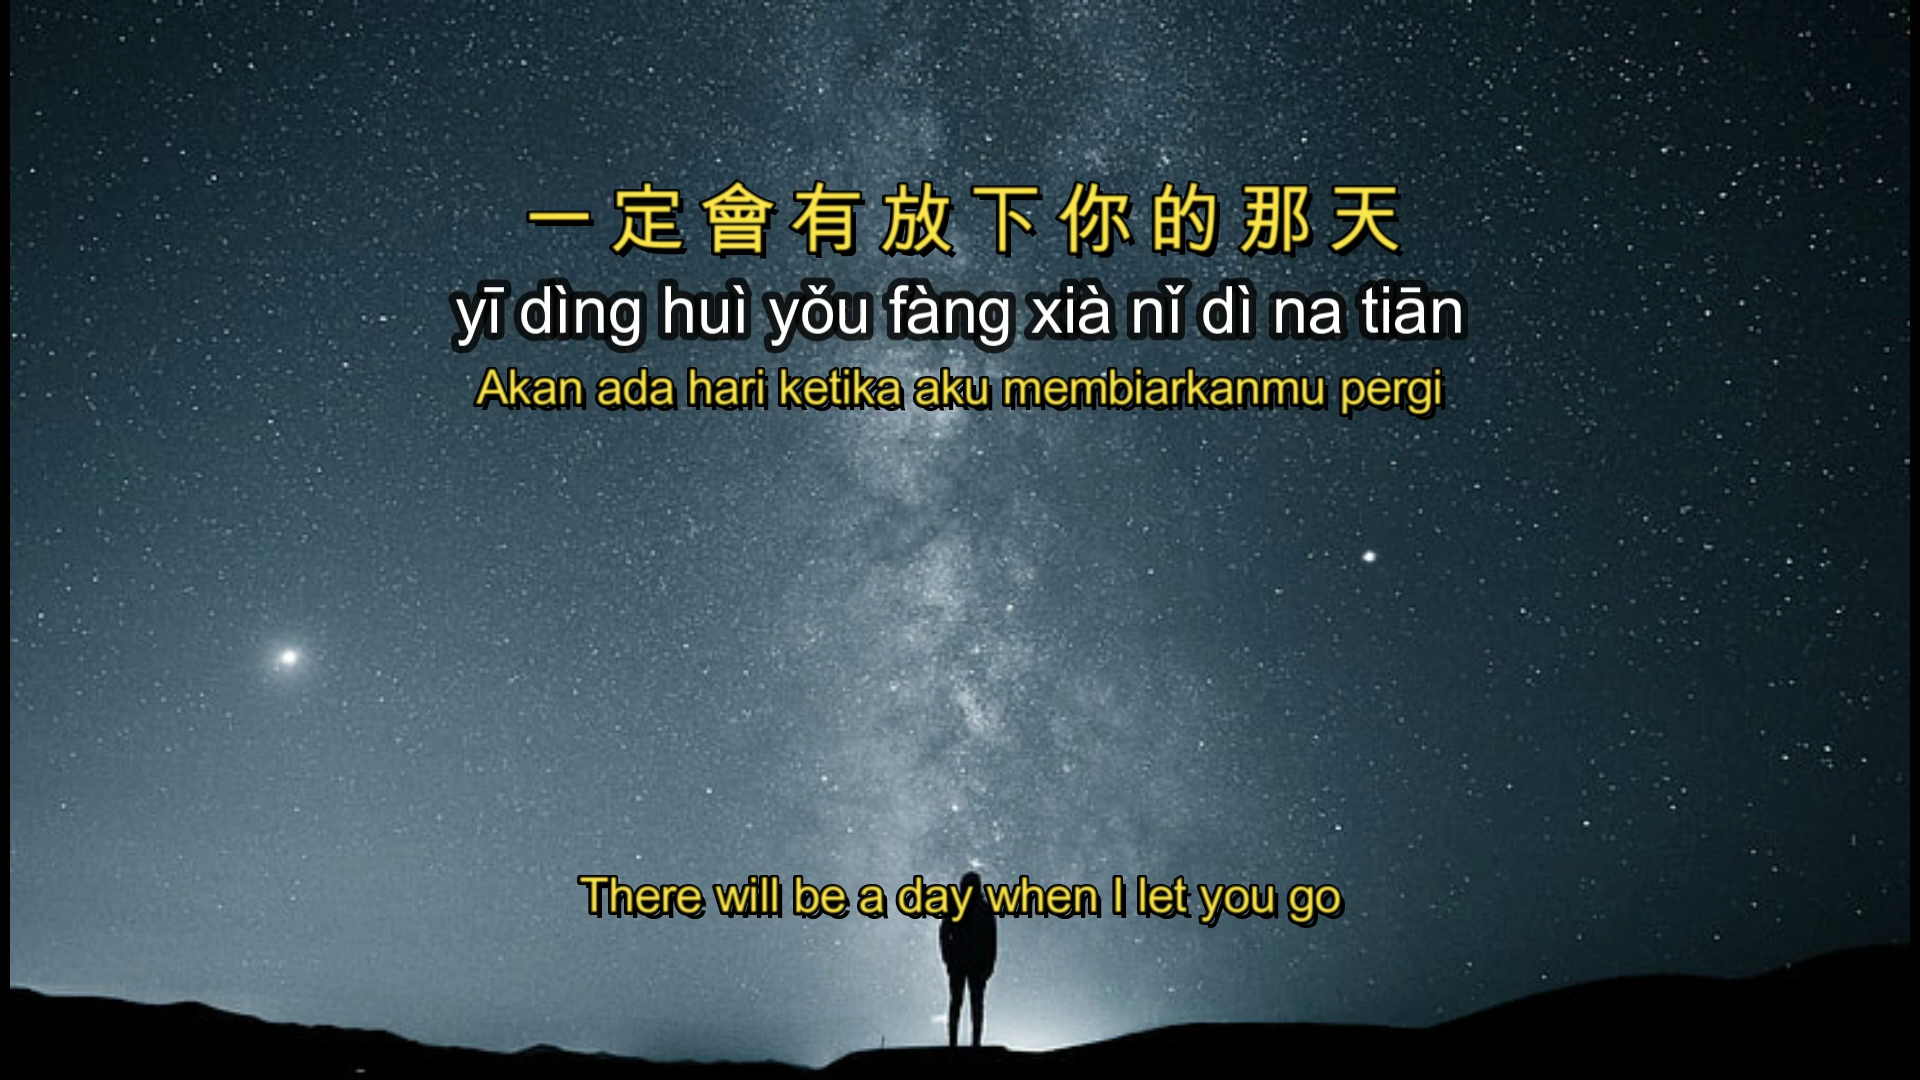 一定會有放下你的那天
yī dìng huì yǒu fàng xià nǐ dì na tiān
Akan ada hari ketika aku membiarkanmu pergi
There will be a day when I let you go